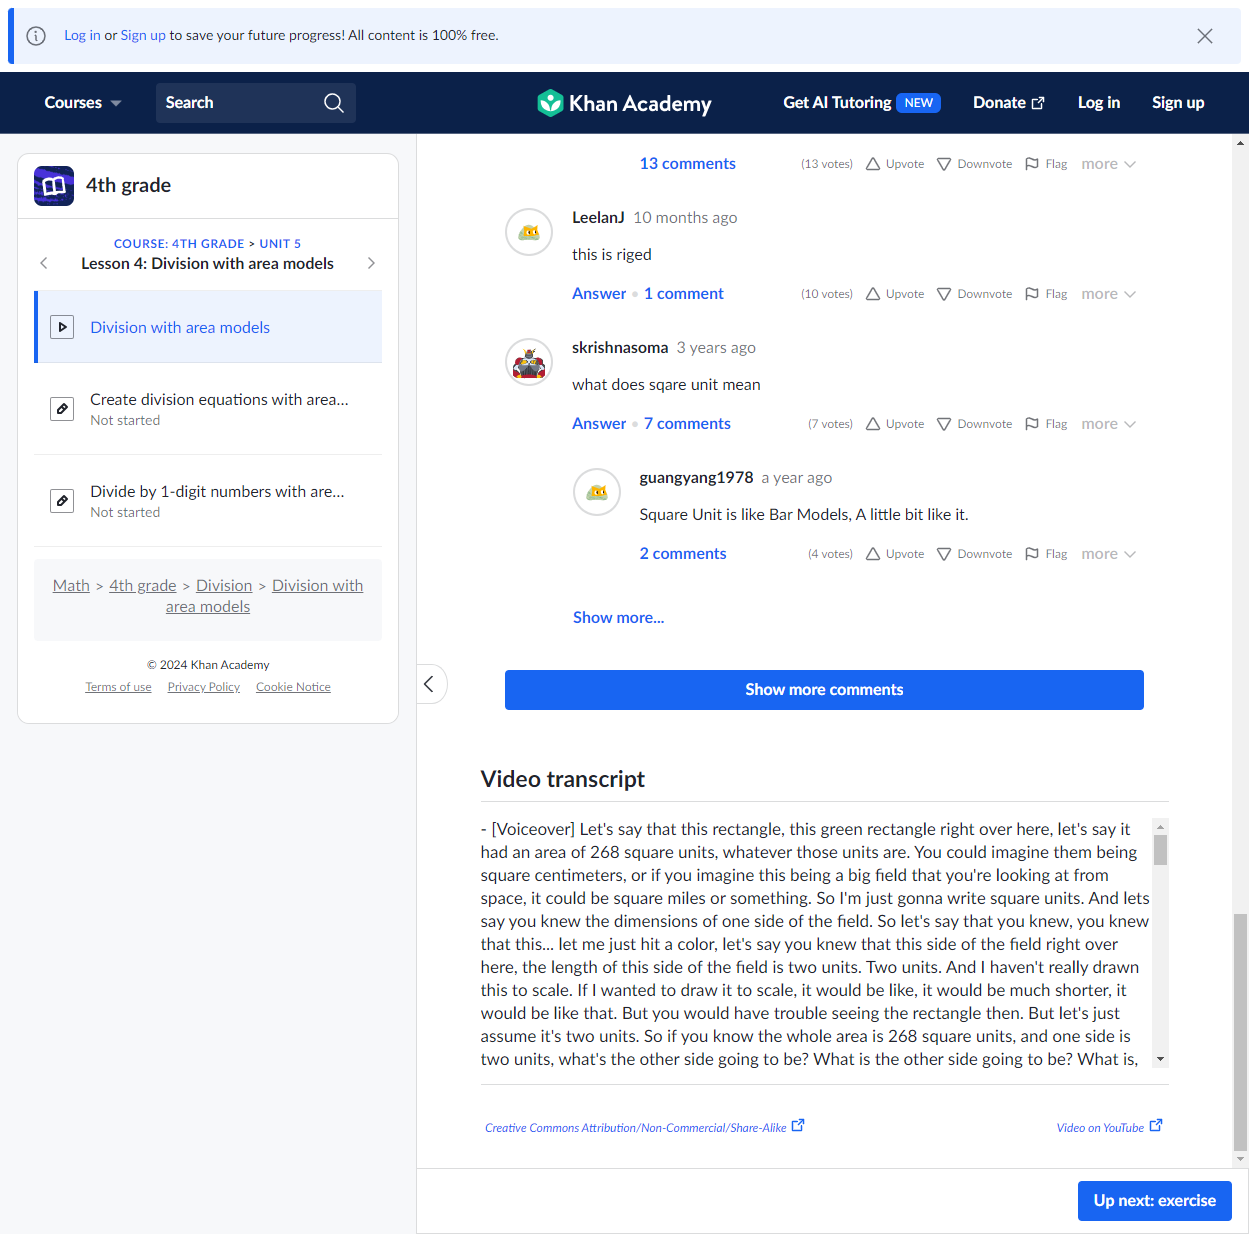 Log in or Sign up to save your future progress! All content is 100% free.
Courses
Search
Khan Academy
Get AI Tutoring NEW
Donate
Log in
Sign up
4th grade
COURSE: 4TH GRADE > UNIT 5
Lesson 4: Division with area models
Division with area models
Create division equations with area...
Not started
Divide by 1-digit numbers with are...
Not started
Math > 4th grade > Division > Division with
area models
© 2024 Khan Academy
Terms of use Privacy Policy Cookie Notice
13 comments (13 votes) Upvote Downvote Flag more
LeelanJ 10 months ago
this is riged
Answer • 1 comment (10 votes) Upvote Downvote Flag more
skrishnasoma 3 years ago
what does sqare unit mean
Answer • 7 comments (7 votes) Upvote Downvote Flag more
guangyang1978 a year ago
Square Unit is like Bar Models, A little bit like it.
2 comments (4 votes) Upvote Downvote Flag more
Show more...
Show more comments
Video transcript
- [Voiceover] Let's say that this rectangle, this green rectangle right over here, let's say it
had an area of 268 square units, whatever those units are. You could imagine them being
square centimeters, or if you imagine this being a big field that you're looking at from
space, it could be square miles or something. So I'm just gonna write square units. And lets
say you knew the dimensions of one side of the field. So let's say that you knew, you knew
that this... let me just hit a color, let's say you knew that this side of the field right over
here, the length of this side of the field is two units. Two units. And I haven't really drawn
this to scale. If I wanted to draw it to scale, it would be like, it would be much shorter, it
would be like that. But you would have trouble seeing the rectangle then. But let's just
assume it's two units. So if you know the whole area is 268 square units, and one side is
two units, what's the other side going to be? What is the other side going to be? What is,
Creative Commons Attribution/Non-Commercial/Share-Alike
Video on YouTube
Up next: exercise